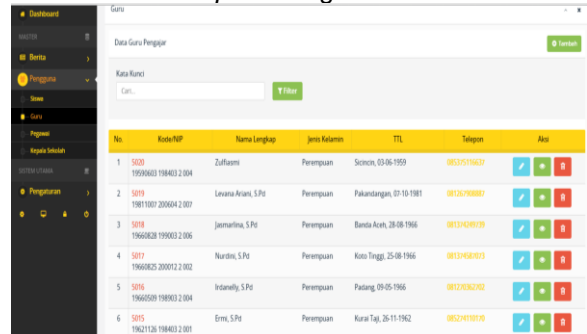 Dashboard
Guru
MASTER
Data Guru Pengajar
Tambah
Berita
Pengguna
Kata Kunci
Cari...
Filter
Siswa
Guru
Pegawai
Kepala Sekolah
SISTEM UTAMA
Pengaturan
No. Kode/NIP Nama Lengkap Jenis Kelamin TTL Telepon Aksi
1 5020 Zulfiasmi Perempuan Sicincin, 03-06-1959
19590603 198403 2 004
2 5019 Levana Ariani, S.Pd Perempuan Pakandangan, 07-10-1981
19811007 200604 2 007
3 5018 Jasmarlina, S.Pd Perempuan Banda Aceh, 28-08-1966
19660828 199003 2 006
4 5017 Nurdini, S.Pd Perempuan Koto Tinggi, 25-08-1966
19660825 200012 2 002
5 5016 Irdanelly, S.Pd Perempuan Padang, 09-05-1966
19660509 198903 2 004
6 5015 Ermi, S.Pd Perempuan Kurai Taji, 26-11-1962
19621126 198403 2 001